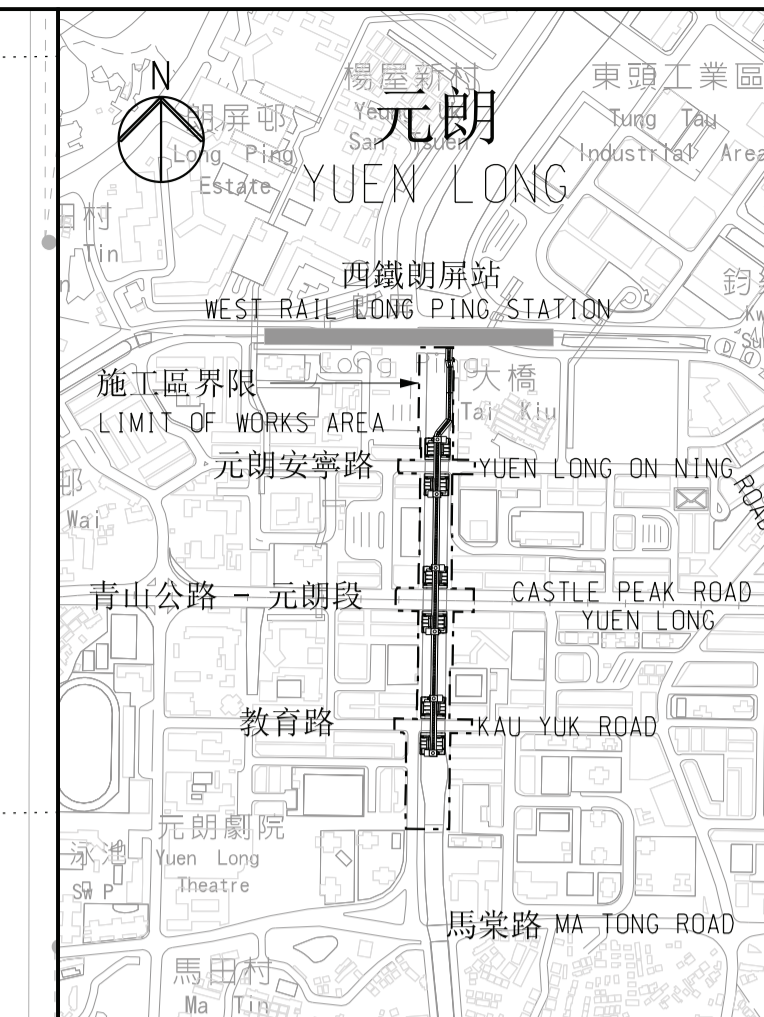 N
元朗
YUEN LONG
楊屋新村
San Tsuen
東頭工業區
Tung Tau
Industrial Area
朗屏邨
Long Ping
Estate
田村
Tin
西鐵朗屏站
WEST RAIL LONG PING STATION
Long Ping
施工區界限
LIMIT OF WORKS AREA
大橋
Tai Kiu
元朗安寧路
YUEN LONG ON NING ROAD
邨
Wai
青山公路 - 元朗段
CASTLE PEAK ROAD
YUEN LONG
教育路
KAU YUK ROAD
元朗劇院
Yuen Long
Theatre
泳池
SW P
馬棠路 MA TONG ROAD
馬田村
Ma Tin